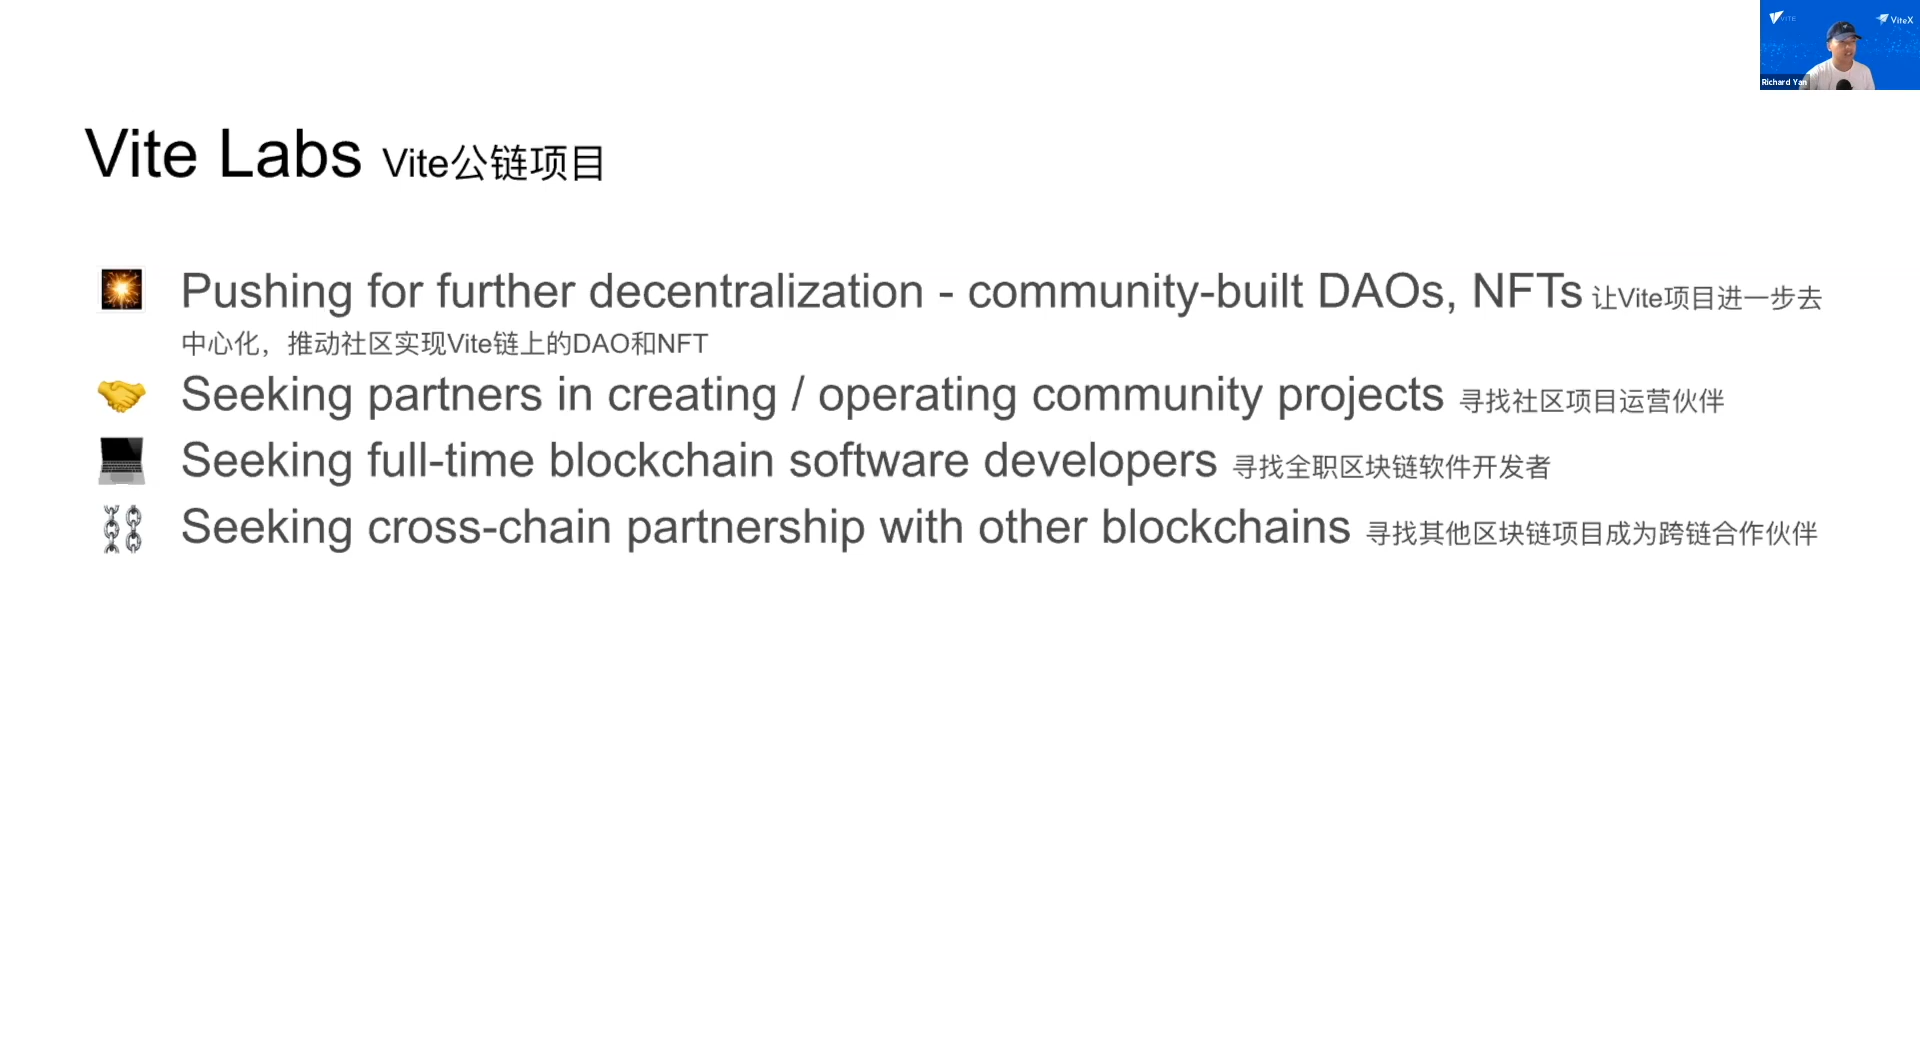 VITE
ViteX
Richard Yan
Vite Labs Vite公链项目
Pushing for further decentralization - community-built DAOs, NFTs 让Vite项目进一步去
中心化，推动社区实现Vite链上的DAO和NFT
Seeking partners in creating / operating community projects 寻找社区项目运营伙伴
Seeking full-time blockchain software developers 寻找全职区块链软件开发者
Seeking cross-chain partnership with other blockchains 寻找其他区块链项目成为跨链合作伙伴